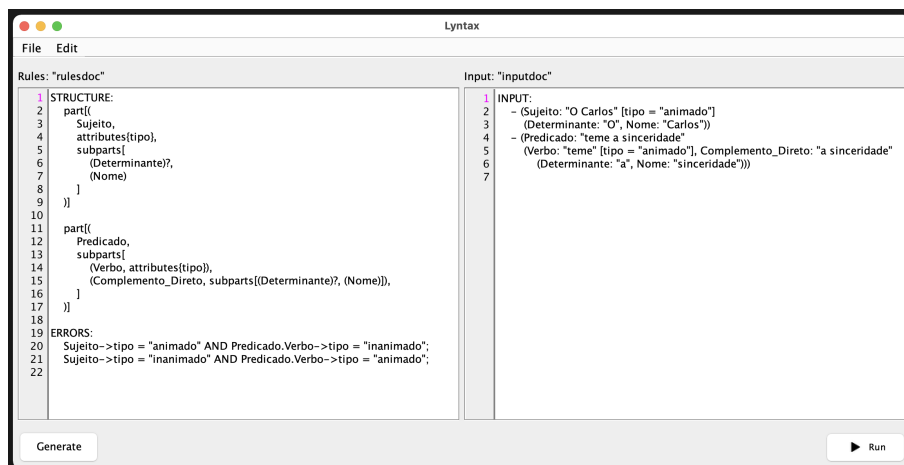 Lyntax
File Edit
Rules: "rulesdoc"
1 STRUCTURE:
2 part[(
3 Sujeito,
4 attributes{tipo},
5 subparts[
6 (Determinante)?,
7 (Nome)
8 ]
9 )]
10
11 part[(
12 Predicado,
13 subparts[
14 (Verbo, attributes{tipo}),
15 (Complemento_Direto, subparts[(Determinante)?, (Nome)]),
16 ]
17 )]
18
19 ERRORS:
20 Sujeito->tipo = "animado" AND Predicado.Verbo->tipo = "inanimado";
21 Sujeito->tipo = "inanimado" AND Predicado.Verbo->tipo = "animado";
22
Input: "inputdoc"
1 INPUT:
2 - (Sujeito: "O Carlos" [tipo = "animado"]
3 (Determinante: "O", Nome: "Carlos"))
4 - (Predicado: "teme a sinceridade"
5 (Verbo: "teme" [tipo = "animado"], Complemento_Direto: "a sinceridade"
6 (Determinante: "a", Nome: "sinceridade")))
7
Generate
Run